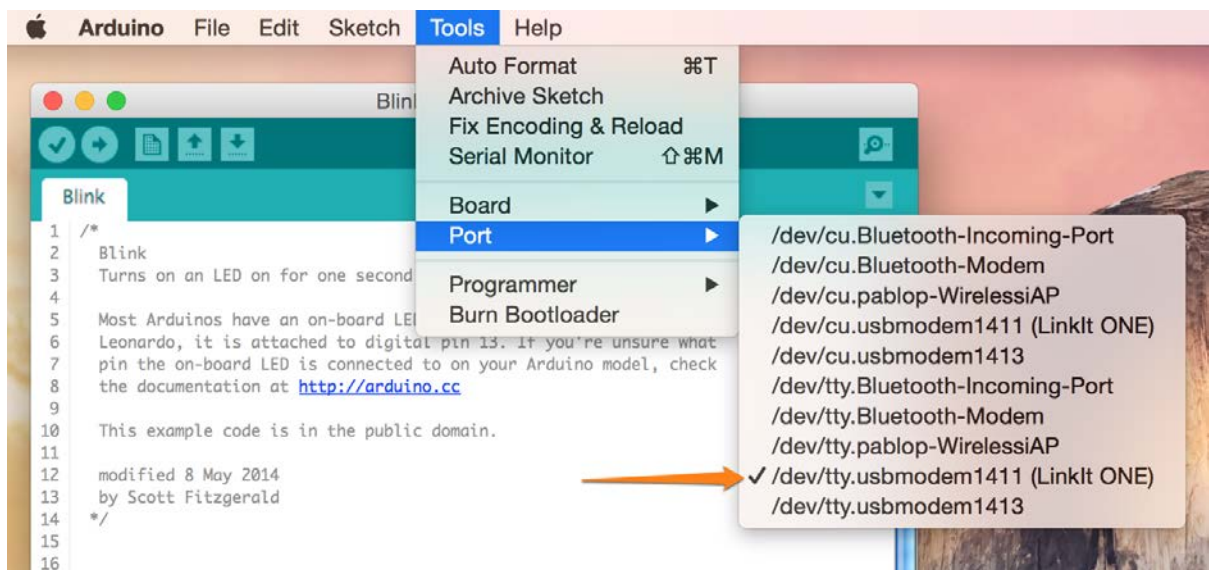 Arduino File Edit Sketch Tools Help
Blin
Auto Format ⌘T
Archive Sketch
Fix Encoding & Reload
Serial Monitor ⇧⌘M
Board ▶
Port ▶
Programmer ▶
Burn Bootloader
/dev/cu.Bluetooth-Incoming-Port
/dev/cu.Bluetooth-Modem
/dev/cu.pablop-WirelessiAP
/dev/cu.usbmodem1411 (LinkIt ONE)
/dev/cu.usbmodem1413
/dev/tty.Bluetooth-Incoming-Port
/dev/tty.Bluetooth-Modem
/dev/tty.pablop-WirelessiAP
✓ /dev/tty.usbmodem1411 (LinkIt ONE)
/dev/tty.usbmodem1413
Blink
1 /*
2 Blink
3 Turns on an LED on for one second
4
5 Most Arduinos have an on-board LE
6 Leonardo, it is attached to digital pin 13. If you're unsure what
7 pin the on-board LED is connected to on your Arduino model, check
8 the documentation at http://arduino.cc
9
10 This example code is in the public domain.
11
12 modified 8 May 2014
13 by Scott Fitzgerald
14 */
15
16